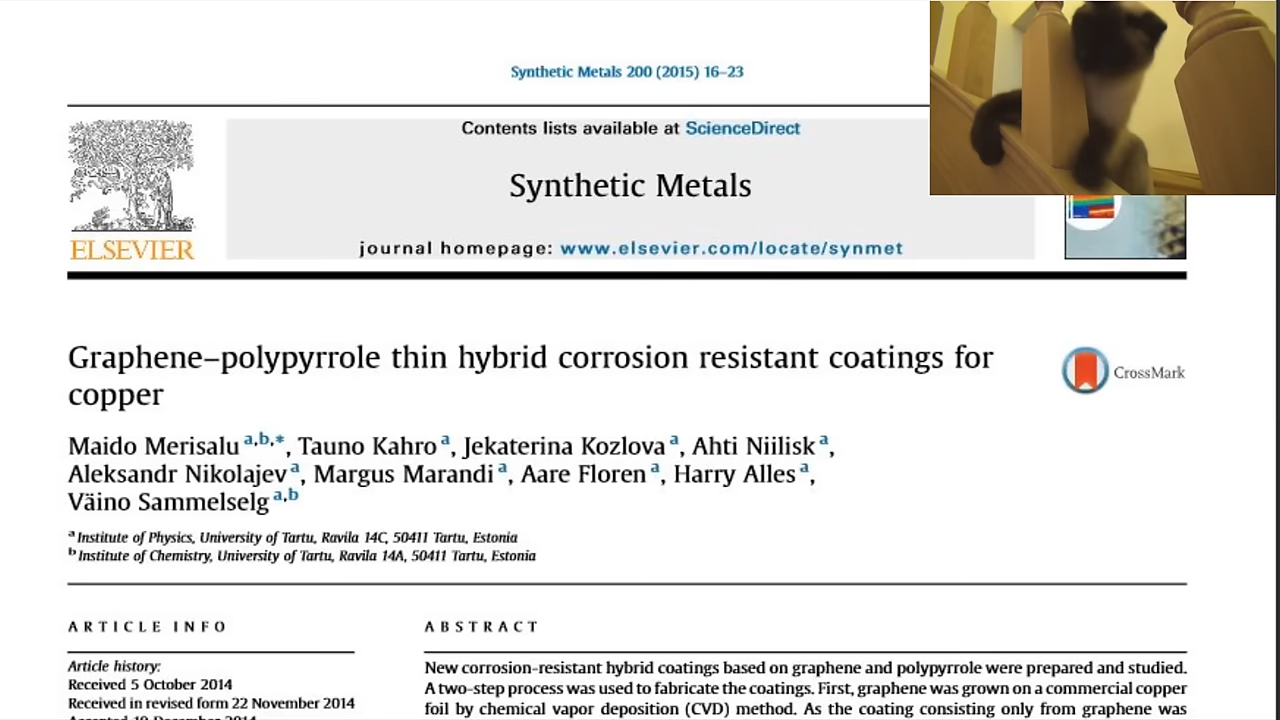 Synthetic Metals 200 (2015) 16–23
Contents lists available at ScienceDirect
Synthetic Metals
journal homepage: www.elsevier.com/locate/synmet
ELSEVIER
Graphene–polypyrrole thin hybrid corrosion resistant coatings for
copper
CrossMark
Maido Merisalu a,b,*, Tauno Kahro a, Jekaterina Kozlova a, Ahti Niilisk a,
Aleksandr Nikolajev a, Margus Marandi a, Aare Floren a, Harry Alles a,
Väino Sammelselg a,b
a Institute of Physics, University of Tartu, Ravila 14C, 50411 Tartu, Estonia
b Institute of Chemistry, University of Tartu, Ravila 14A, 50411 Tartu, Estonia
ARTICLE INFO
Article history:
Received 5 October 2014
Received in revised form 22 November 2014
Accepted 19 December 2014
ABSTRACT
New corrosion-resistant hybrid coatings based on graphene and polypyrrole were prepared and studied.
A two-step process was used to fabricate the coatings. First, graphene was grown on a commercial copper
foil by chemical vapor deposition (CVD) method. As the coating consisting only from graphene was